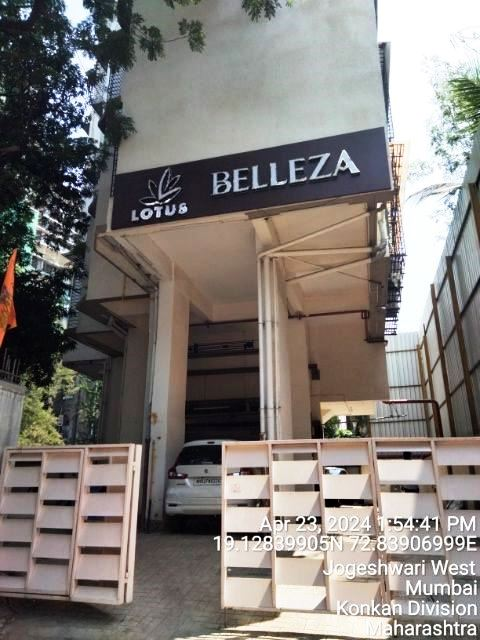 LOTUS
BELLEZA
Apr 23, 2024 1:54:41 PM
19.12839905N 72.83906999E
Jogeshwari West
Mumbai
Konkan Division
Maharashtra